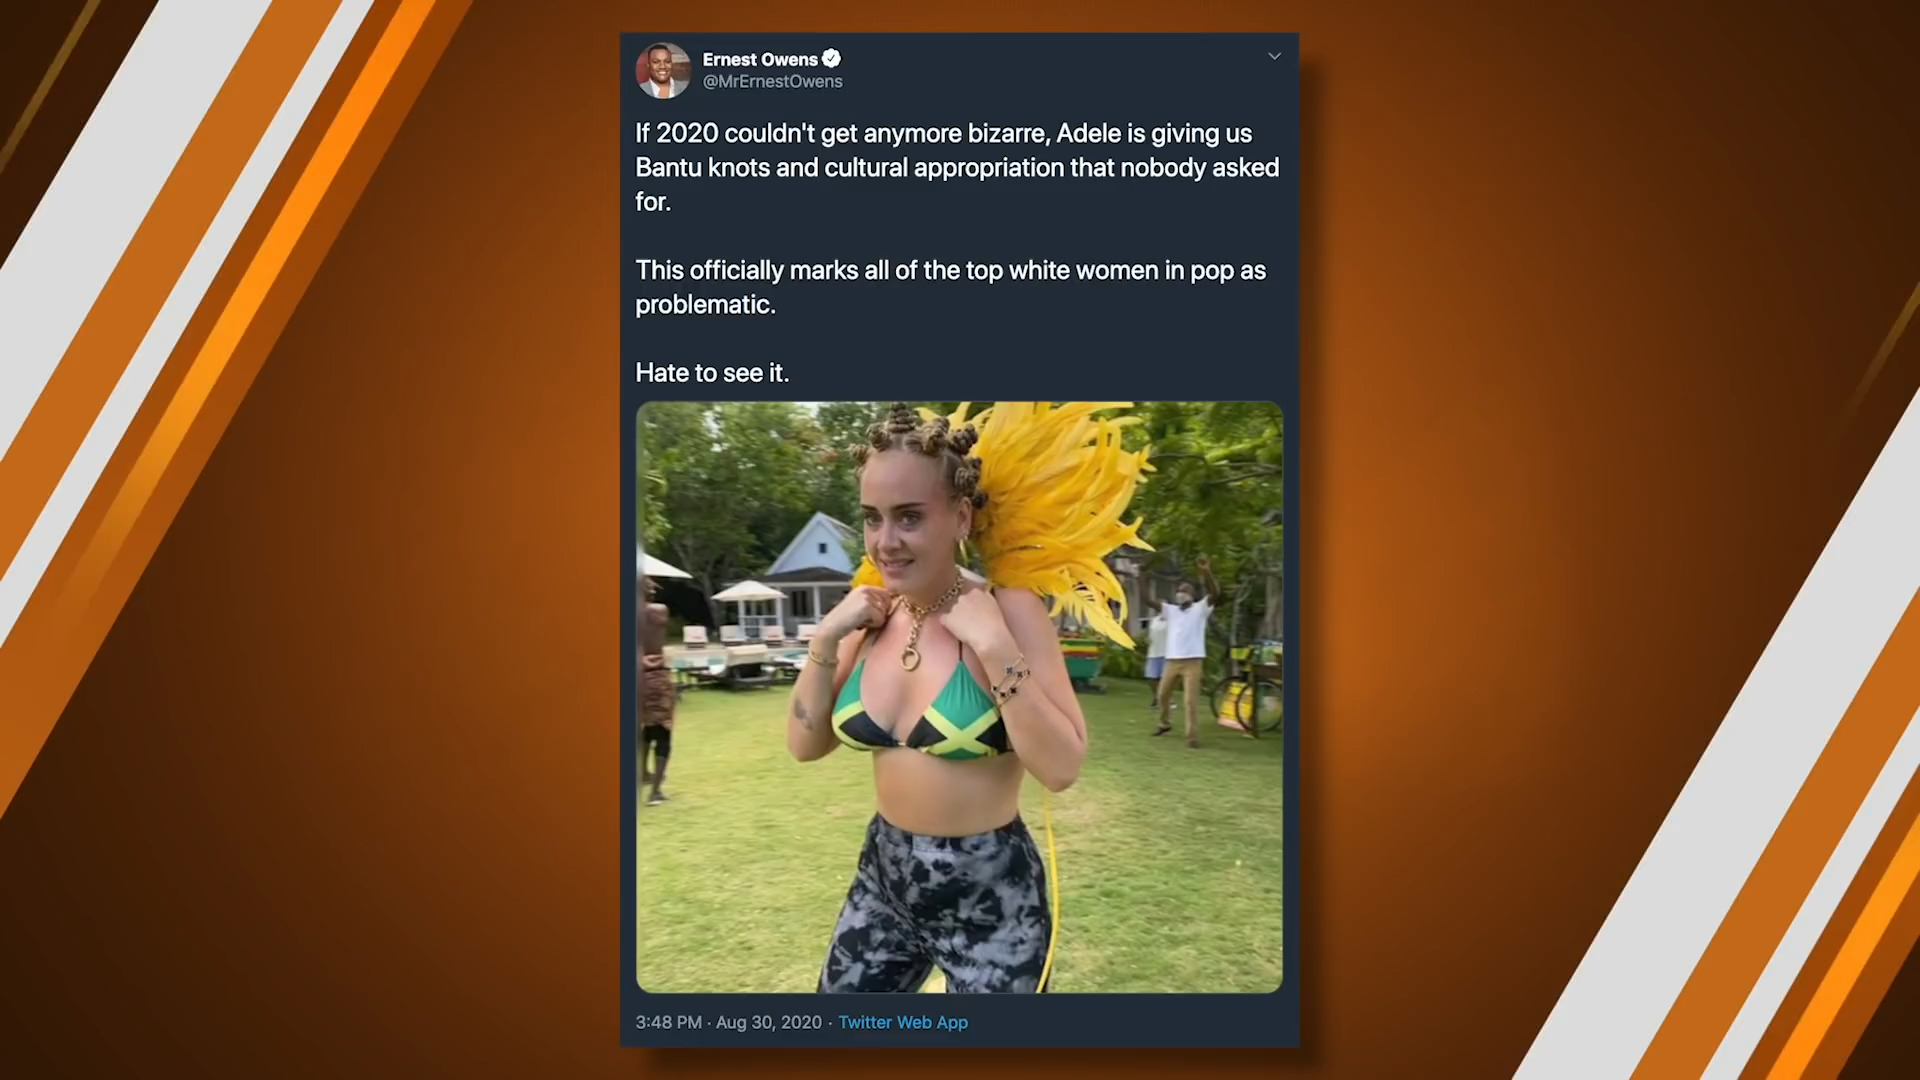 Ernest Owens
@MrErnestOwens
If 2020 couldn't get anymore bizarre, Adele is giving us
Bantu knots and cultural appropriation that nobody asked
for.
This officially marks all of the top white women in pop as
problematic.
Hate to see it.
3:48 PM · Aug 30, 2020 · Twitter Web App